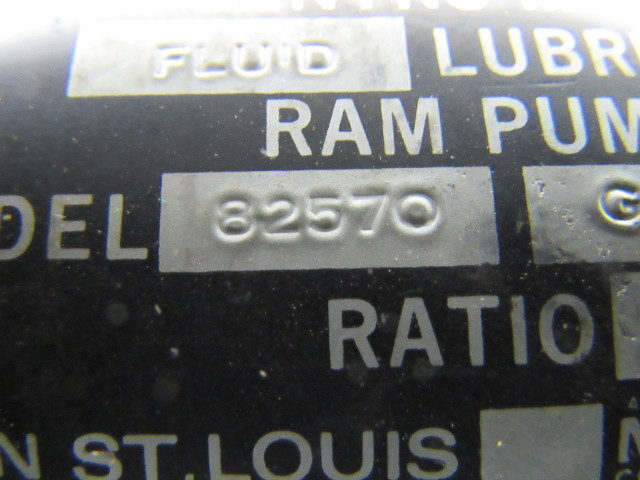 FLUID LUBR
RAM PUM
DEL 82570 G
RATIO
N ST. LOUIS